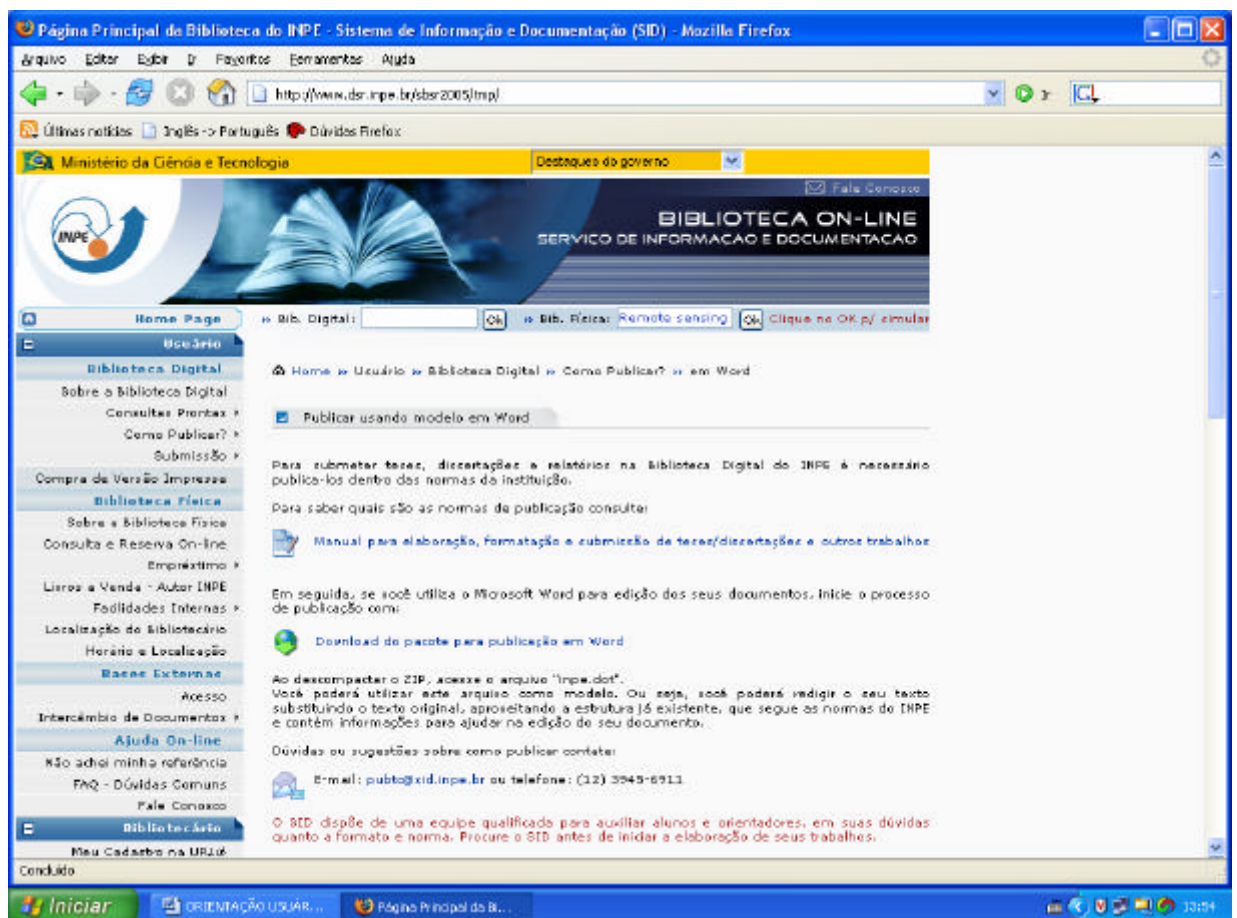 Página Principal da Biblioteca do INPE - Sistema de Informação e Documentação (SID) - Mozilla Firefox
Arquivo Editar Exibir Ir Favoritos Ferramentas Ajuda
http://www.dsr.inpe.br/sbsr2005/tmp/ Ir
Últimas notícias Inglês -> Português Dúvidas Firefox
Ministério da Ciência e Tecnologia Destaques do governo
Fale Conosco
INPE
BIBLIOTECA ON-LINE
SERVICO DE INFORMACAO E DOCUMENTACAO
Home Page
» Bib. Digital: Ok » Bib. Física: Remote sensing Ok Clique no OK p/ simular
Usuário
Biblioteca Digital
Sobre a Biblioteca Digital
Consultas Prontas
Como Publicar?
Submissão
Compra de Versão Impressa
Biblioteca Física
Sobre a Biblioteca Física
Consulta e Reserva On-line
Empréstimo
Livros a Venda - Autor INPE
Facilidades Internas
Localização do Bibliotecário
Horário e Localização
Bases Externas
Acesso
Intercâmbio de Documentos
Ajuda On-line
Não achei minha referência
FAQ - Dúvidas Comuns
Fale Conosco
Bibliotecário
Meu Cadastro na
Home » Usuário » Biblioteca Digital » Como Publicar? » em Word
Publicar usando modelo em Word
Para submeter teses, dissertações e relatórios na Biblioteca Digital do INPE é necessário
publica-los dentro das normas da instituição.
Para saber quais são as normas de publicação consulte:
Manual para elaboração, formatação e submissão de teses/dissertações e outros trabalhos
Em seguida, se você utiliza o Microsoft Word para edição dos seus documentos, inicie o processo
de publicação com:
Download do pacote para publicação em Word
Ao descompactar o ZIP, acesse o arquivo "inpe.dot".
Você poderá utilizar este arquivo como modelo. Ou seja, você poderá redigir o seu texto
substituindo o texto original, aproveitando a estrutura já existente, que segue as normas do INPE
e contém informações para ajudar na edição do seu documento.
Dúvidas ou sugestões sobre como publicar contate:
E-mail: pubtc@sid.inpe.br ou telefone: (12) 3945-6911
O SID dispõe de uma equipe qualificada para auxiliar alunos e orientadores, em suas dúvidas
quanto a formato e norma. Procure o SID antes de iniciar a elaboração de seus trabalhos.
Concluído
Iniciar ORIENTAÇÃO USUÁR... Página Principal da Bi... 13:54